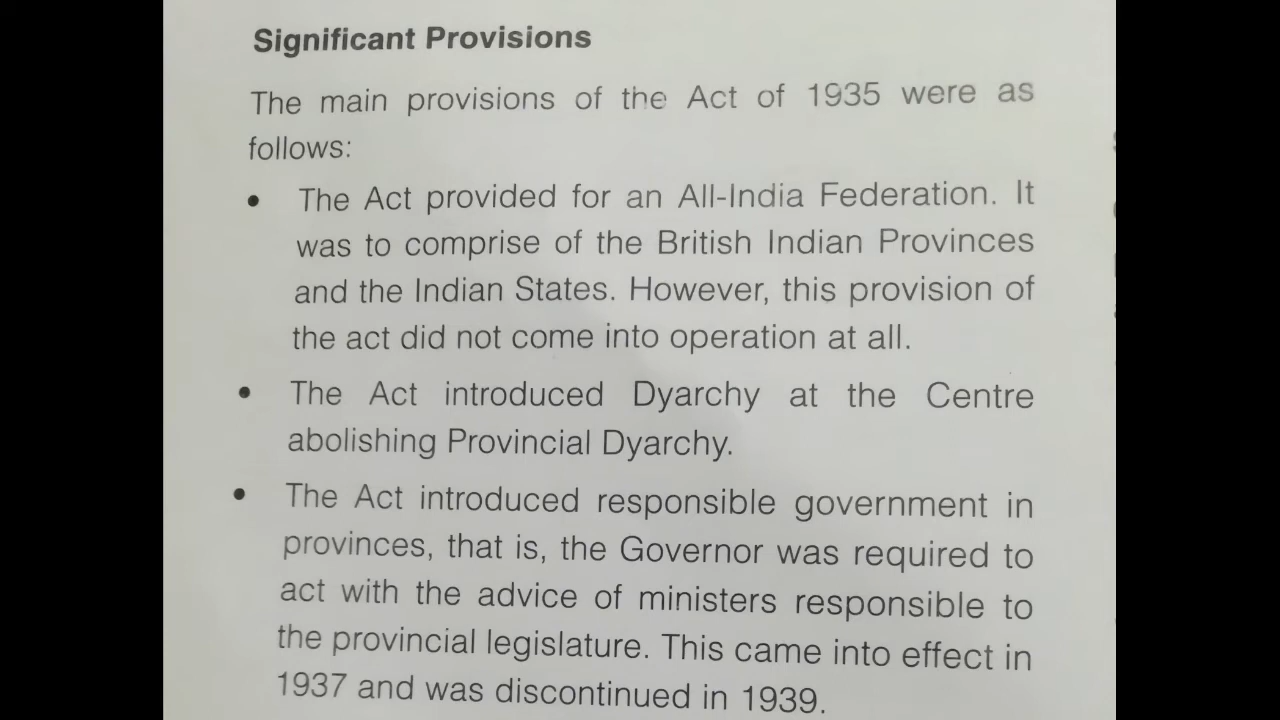 Significant Provisions
The main provisions of the Act of 1935 were as
follows:
• The Act provided for an All-India Federation. It
was to comprise of the British Indian Provinces
and the Indian States. However, this provision of
the act did not come into operation at all.
• The Act introduced Dyarchy at the Centre
abolishing Provincial Dyarchy.
• The Act introduced responsible government in
provinces, that is, the Governor was required to
act with the advice of ministers responsible to
the provincial legislature. This came into effect in
1937 and was discontinued in 1939.